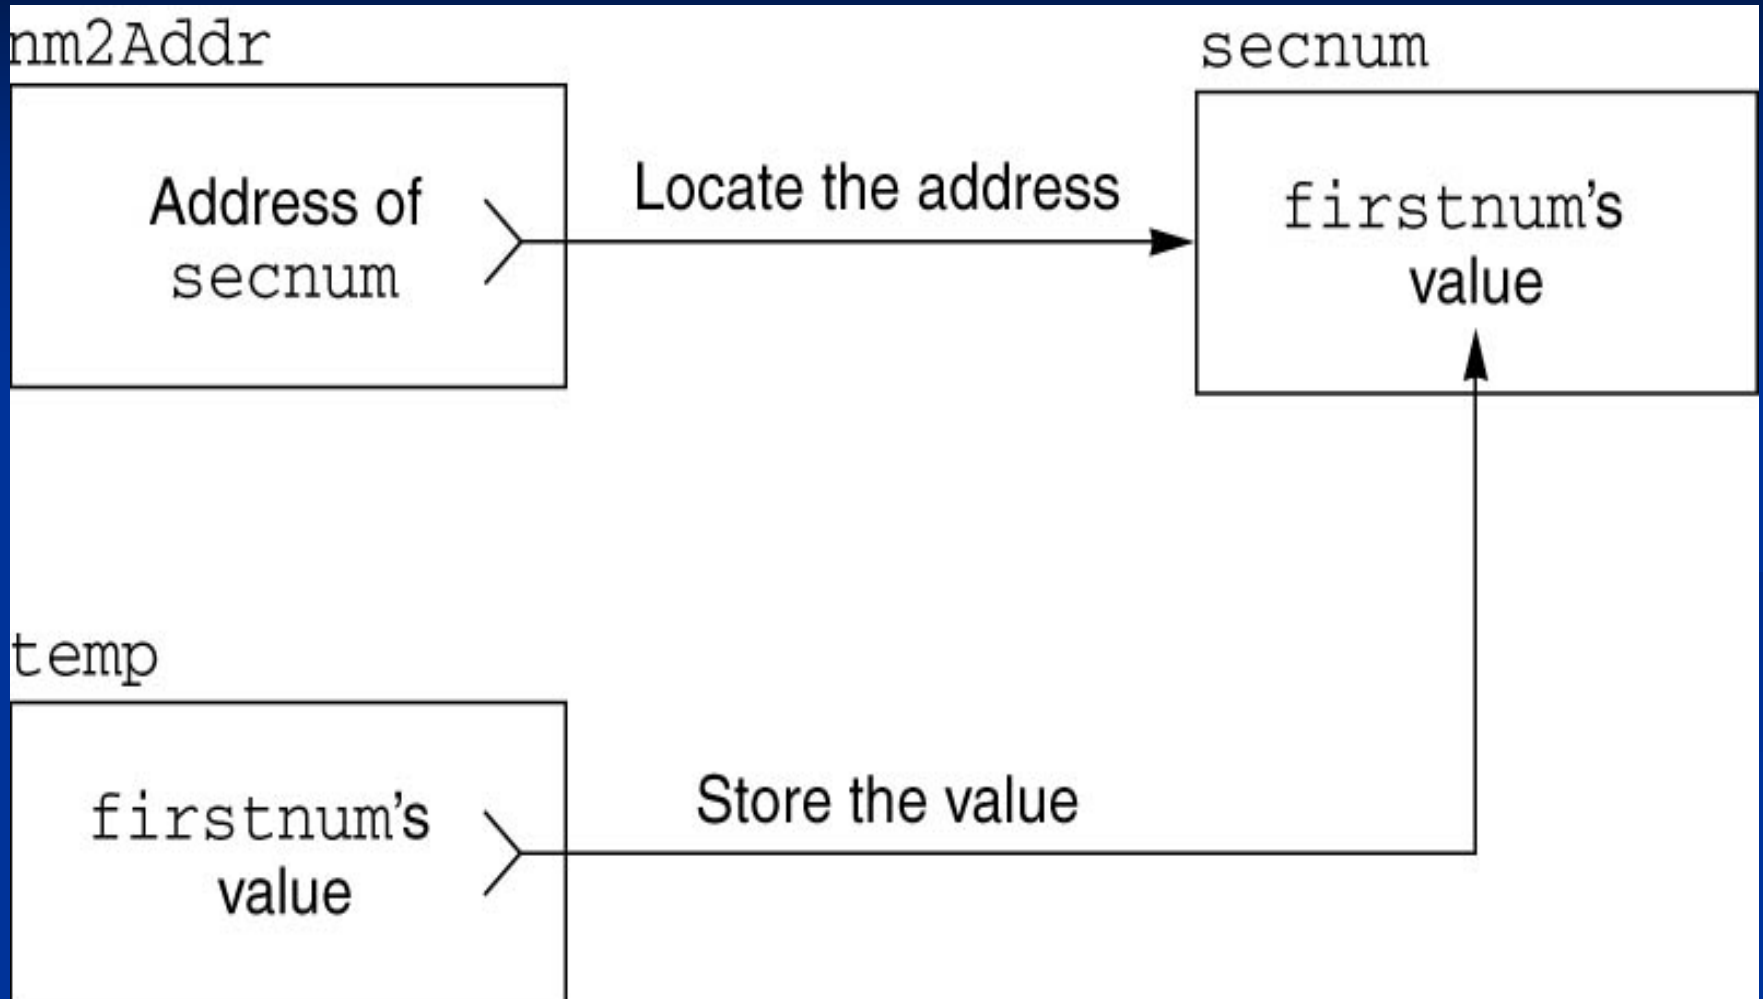 nm2Addr
secnum
Address of
secnum
Locate the address
firstnum's
value
temp
firstnum's
value
Store the value